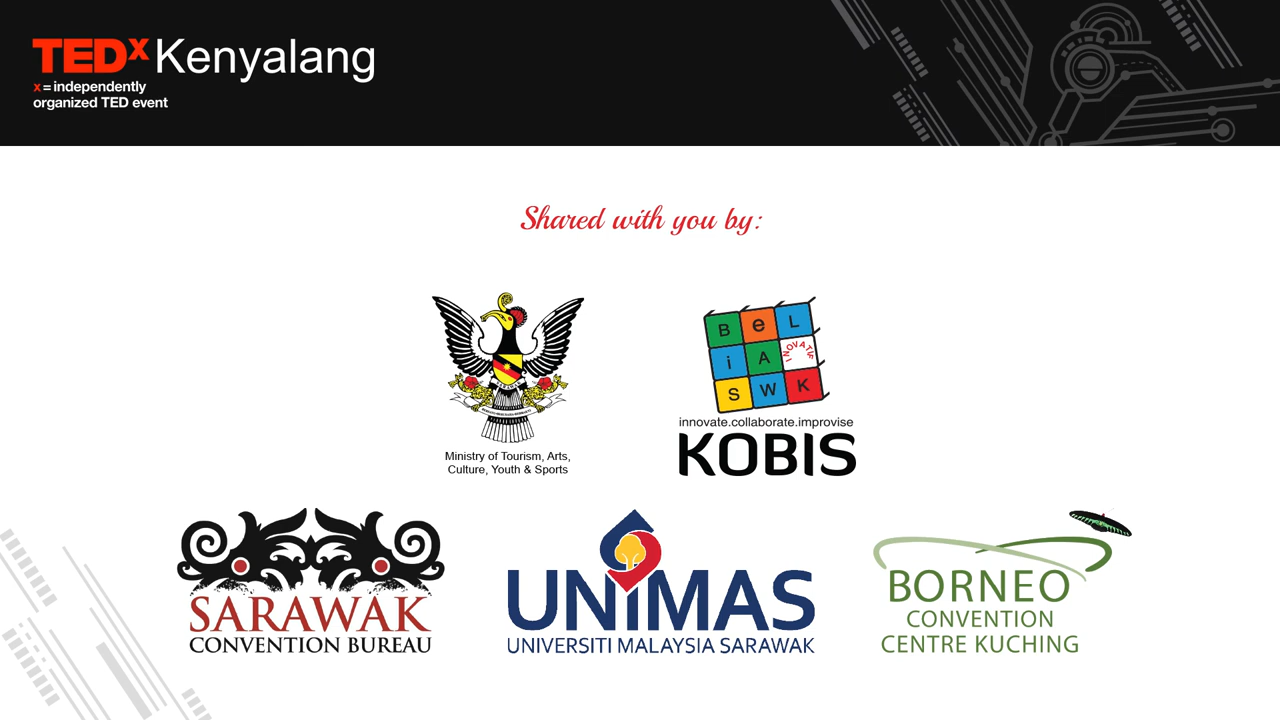 TEDx Kenyalang
x = independently
organized TED event
Shared with you by:
Ministry of Tourism, Arts,
Culture, Youth & Sports
B e L
i A INOVATIF
S W K
innovate.collaborate.improvise
KOBIS
SARAWAK
CONVENTION BUREAU
UNIMAS
UNIVERSITI MALAYSIA SARAWAK
BORNEO
CONVENTION
CENTRE KUCHING